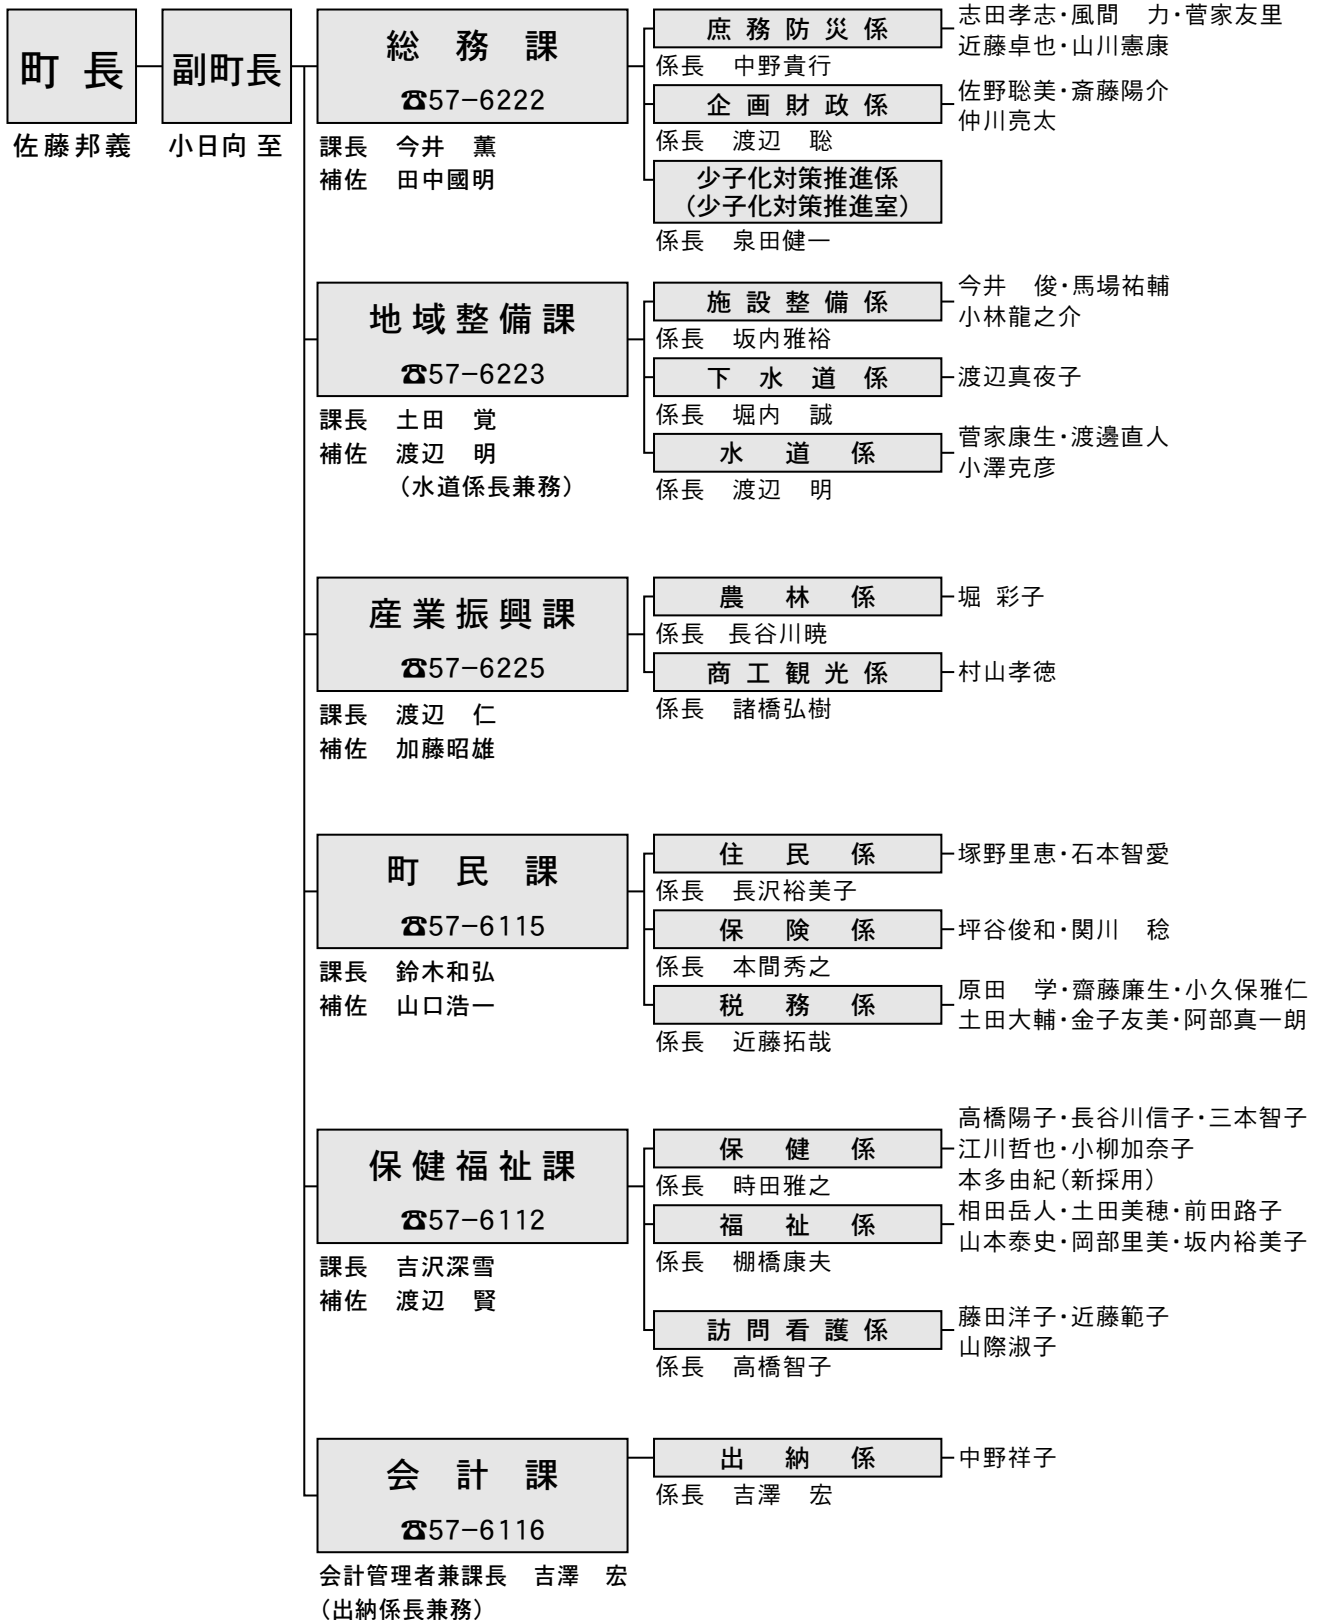 町長
佐藤邦義
副町長
小日向 至
総務課
☎57−6222
課長　今井　薫
補佐　田中國明
庶務防災係
係長　中野貴行
志田孝志・風間　力・菅家友里
近藤卓也・山川憲康
企画財政係
係長　渡辺　聡
佐野聡美・斎藤陽介
仲川亮太
少子化対策推進係
（少子化対策推進室）
係長　泉田健一
地域整備課
☎57−6223
課長　土田　覚
補佐　渡辺　明
（水道係長兼務）
施設整備係
係長　坂内雅裕
今井　俊・馬場祐輔
小林龍之介
下水道係
係長　堀内　誠
渡辺真夜子
水道係
係長　渡辺　明
菅家康生・渡邊直人
小澤克彦
産業振興課
☎57−6225
課長　渡辺　仁
補佐　加藤昭雄
農林係
係長　長谷川暁
堀 彩子
商工観光係
係長　諸橋弘樹
村山孝徳
町民課
☎57−6115
課長　鈴木和弘
補佐　山口浩一
住民係
係長　長沢裕美子
塚野里恵・石本智愛
保険係
係長　本間秀之
坪谷俊和・関川　稔
税務係
係長　近藤拓哉
原田　学・齋藤廉生・小久保雅仁
土田大輔・金子友美・阿部真一朗
保健福祉課
☎57−6112
課長　吉沢深雪
補佐　渡辺　賢
保健係
係長　時田雅之
高橋陽子・長谷川信子・三本智子
江川哲也・小柳加奈子
本多由紀（新採用）
福祉係
係長　棚橋康夫
相田岳人・土田美穂・前田路子
山本泰史・岡部里美・坂内裕美子
訪問看護係
係長　高橋智子
藤田洋子・近藤範子
山際淑子
会計課
☎57−6116
会計管理者兼課長　吉澤　宏
（出納係長兼務）
出納係
係長　吉澤　宏
中野祥子